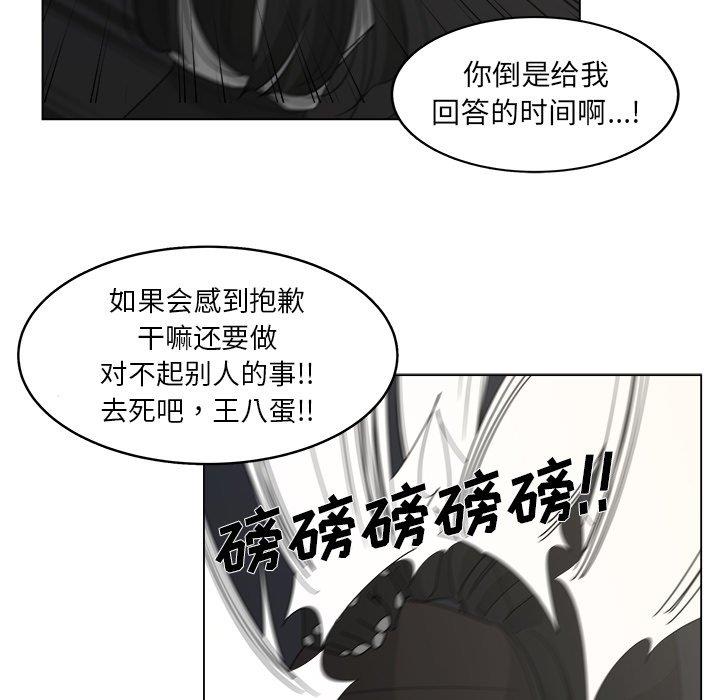 你倒是给我
回答的时间啊...!
如果会感到抱歉
干嘛还要做
对不起别人的事!!
去死吧，王八蛋!!
磅磅磅磅磅!!